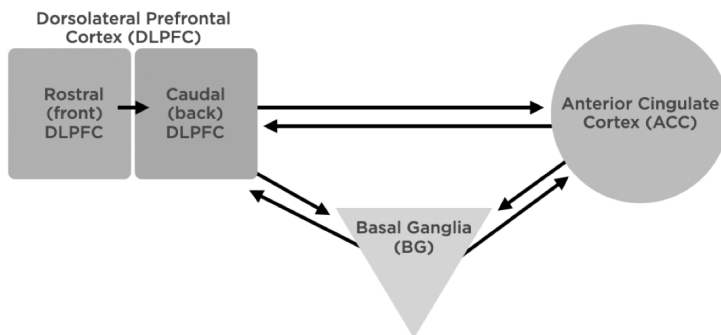 Dorsolateral Prefrontal
Cortex (DLPFC)
Rostral
(front)
DLPFC
Caudal
(back)
DLPFC
Anterior Cingulate
Cortex (ACC)
Basal Ganglia
(BG)